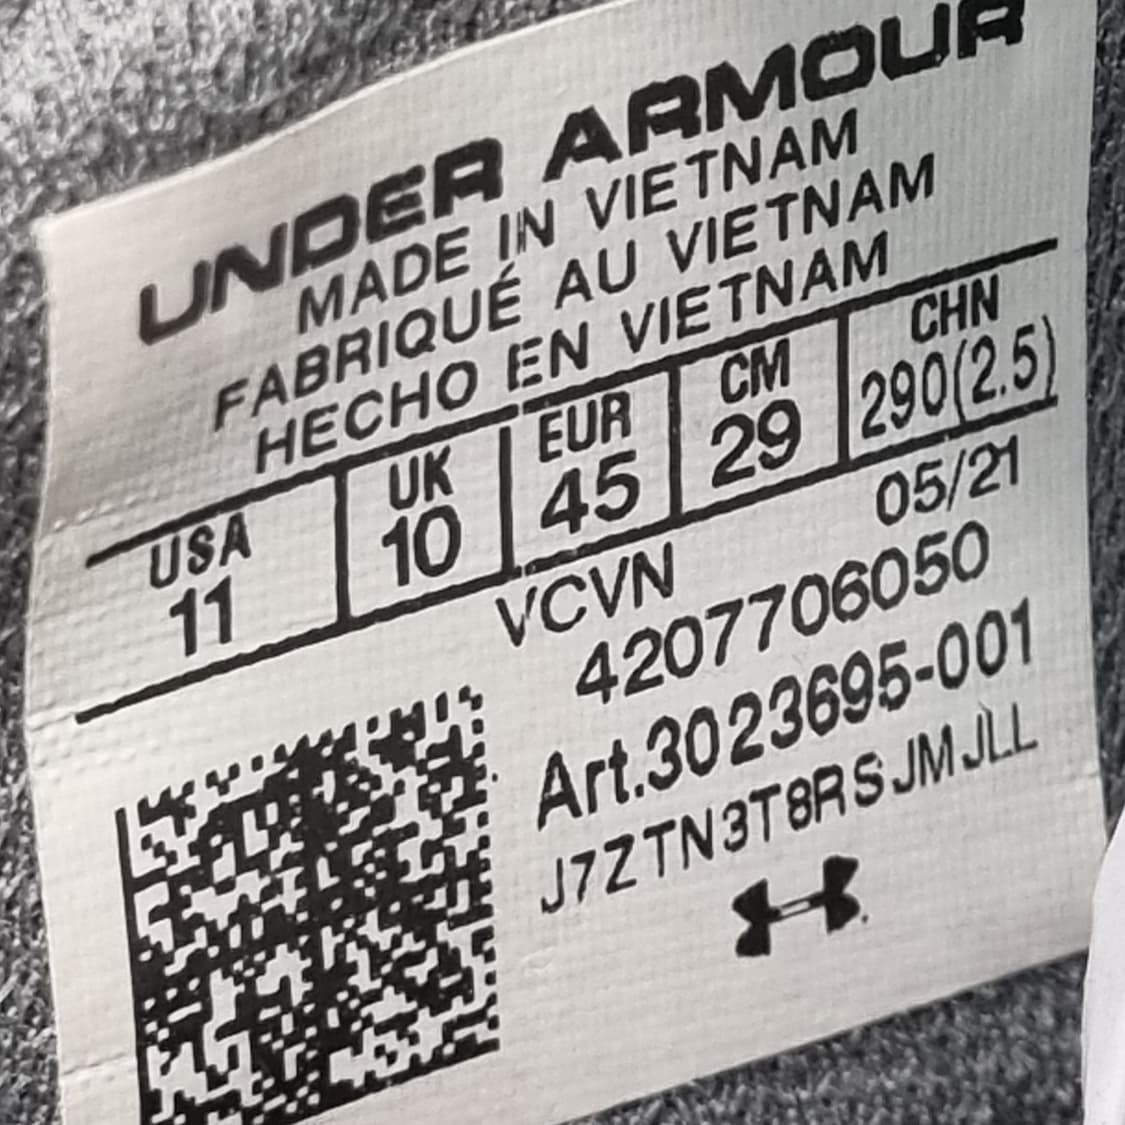 UNDER ARMOUR
MADE IN VIETNAM
FABRIQUÉ AU VIETNAM
HECHO EN VIETNAM
USA UK EUR CM CHN
11 10 45 29 290(2.5)
VCVN 05/21
4207706050
Art.3023695-001
J7ZTN3T8RSJMJLL